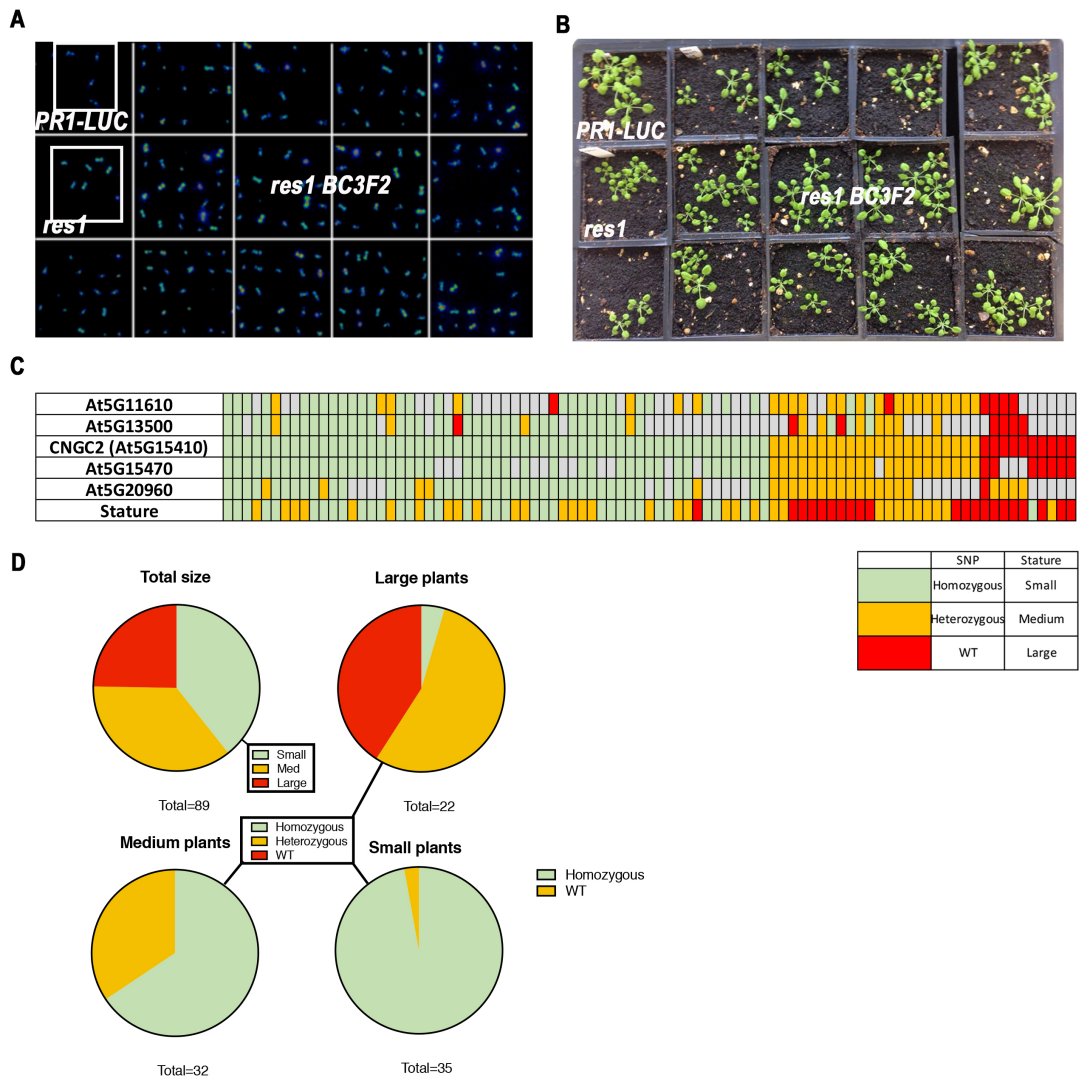 A
B
PR1-LUC
res1
res1 BC3F2
PR1-LUC
res1
res1 BC3F2
C
At5G11610
At5G13500
CNGC2 (At5G15410)
At5G15470
At5G20960
Stature
SNP Stature
Homozygous Small
Heterozygous Medium
WT Large
D
Total size
Large plants
Small
Med
Large
Total=89
Total=22
Medium plants
Homozygous
Heterozygous
WT
Small plants
Homozygous
WT
Total=32
Total=35